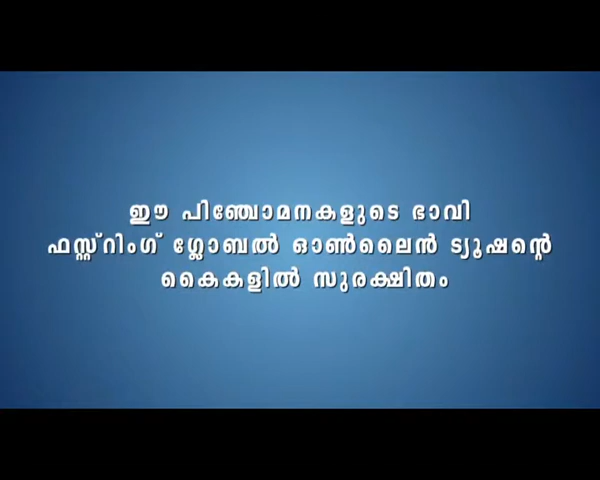 ഈ പിഞ്ചോമനകളുടെ ഭാവി
ഫസ്റ്റ്റിംഗ് ഗ്ലോബൽ ഓൺലൈൻ ട്യൂഷന്റെ
കൈകളിൽ സുരക്ഷിതം